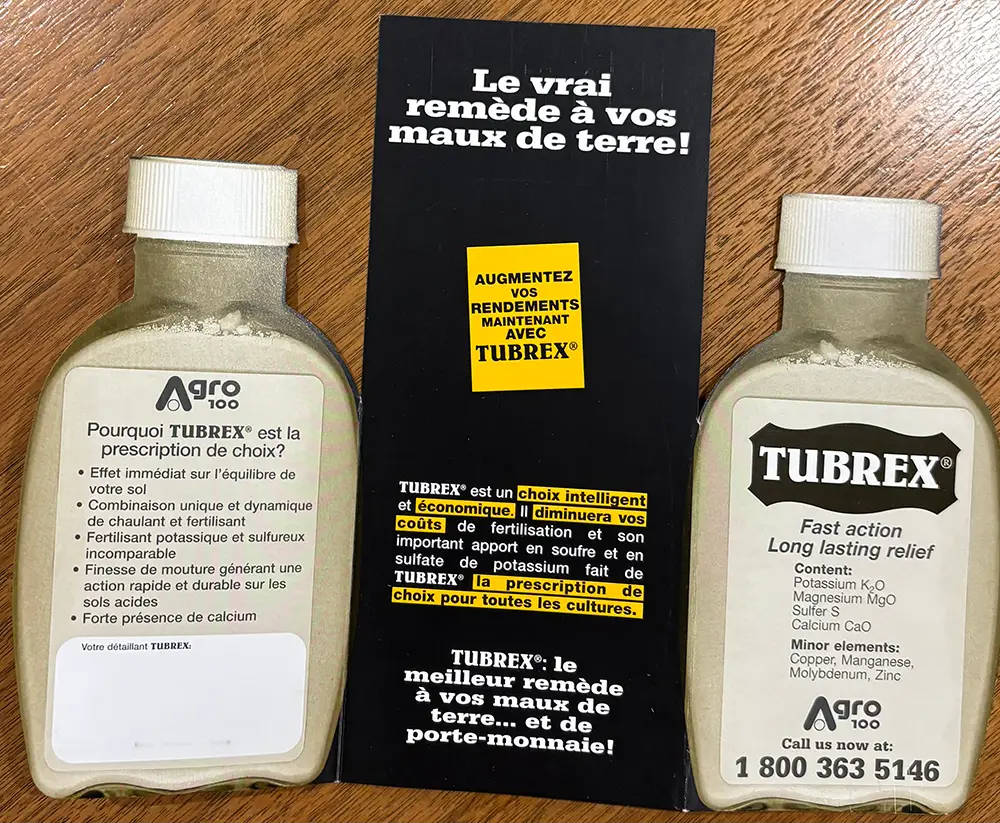 Agro
100
Pourquoi TUBREX® est la
prescription de choix?
• Effet immédiat sur l'équilibre de
votre sol
• Combinaison unique et dynamique
de chaulant et fertilisant
• Fertilisant potassique et sulfureux
incomparable
• Finesse de mouture générant une
action rapide et durable sur les
sols acides
• Forte présence de calcium
Votre détaillant TUBREX:
Le vrai
remède à vos
maux de terre!
AUGMENTEZ
VOS
RENDEMENTS
MAINTENANT
AVEC
TUBREX®
TUBREX® est un choix intelligent
et économique. Il diminuera vos
coûts de fertilisation et son
important apport en soufre et en
sulfate de potassium fait de
TUBREX® la prescription de
choix pour toutes les cultures.
TUBREX®: le
meilleur remède
à vos maux de
terre... et de
porte-monnaie!
TUBREX®
Fast action
Long lasting relief
Content:
Potassium K₂O
Magnesium MgO
Sulfer S
Calcium CaO
Minor elements:
Copper, Manganese,
Molybdenum, Zinc
Agro
100
Call us now at:
1 800 363 5146